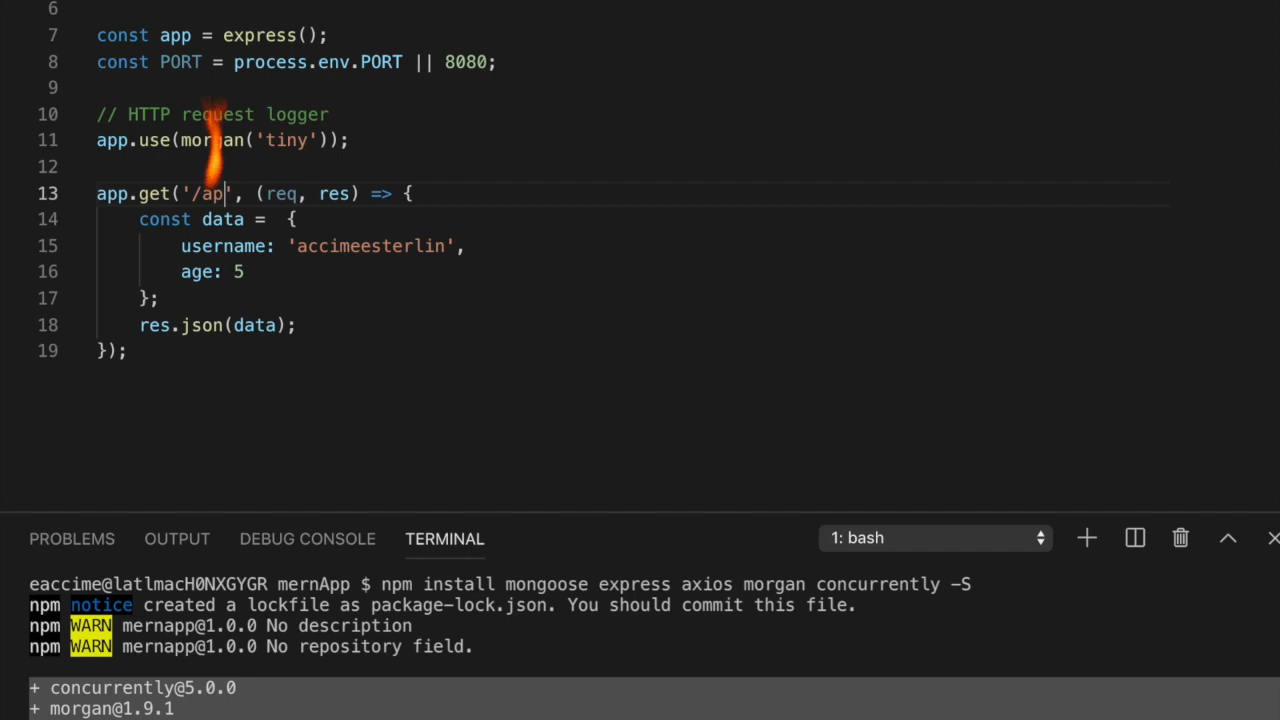 6
7 const app = express();
8 const PORT = process.env.PORT || 8080;
9
10 // HTTP request logger
11 app.use(morgan('tiny'));
12
13 app.get('/ap', (req, res) => {
14 const data = {
15 username: 'accimeesterlin',
16 age: 5
17 };
18 res.json(data);
19 });
PROBLEMS OUTPUT DEBUG CONSOLE TERMINAL 1: bash
eaccime@latlmacH0NXGYGR mernApp $ npm install mongoose express axios morgan concurrently -S
npm notice created a lockfile as package-lock.json. You should commit this file.
npm WARN mernapp@1.0.0 No description
npm WARN mernapp@1.0.0 No repository field.
+ concurrently@5.0.0
+ morgan@1.9.1